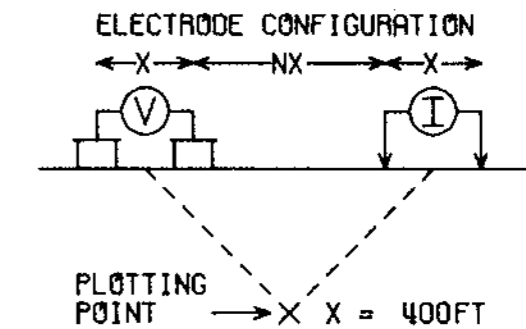 ELECTRODE CONFIGURATION
X NX X
V I
PLOTTING
POINT X X = 400FT